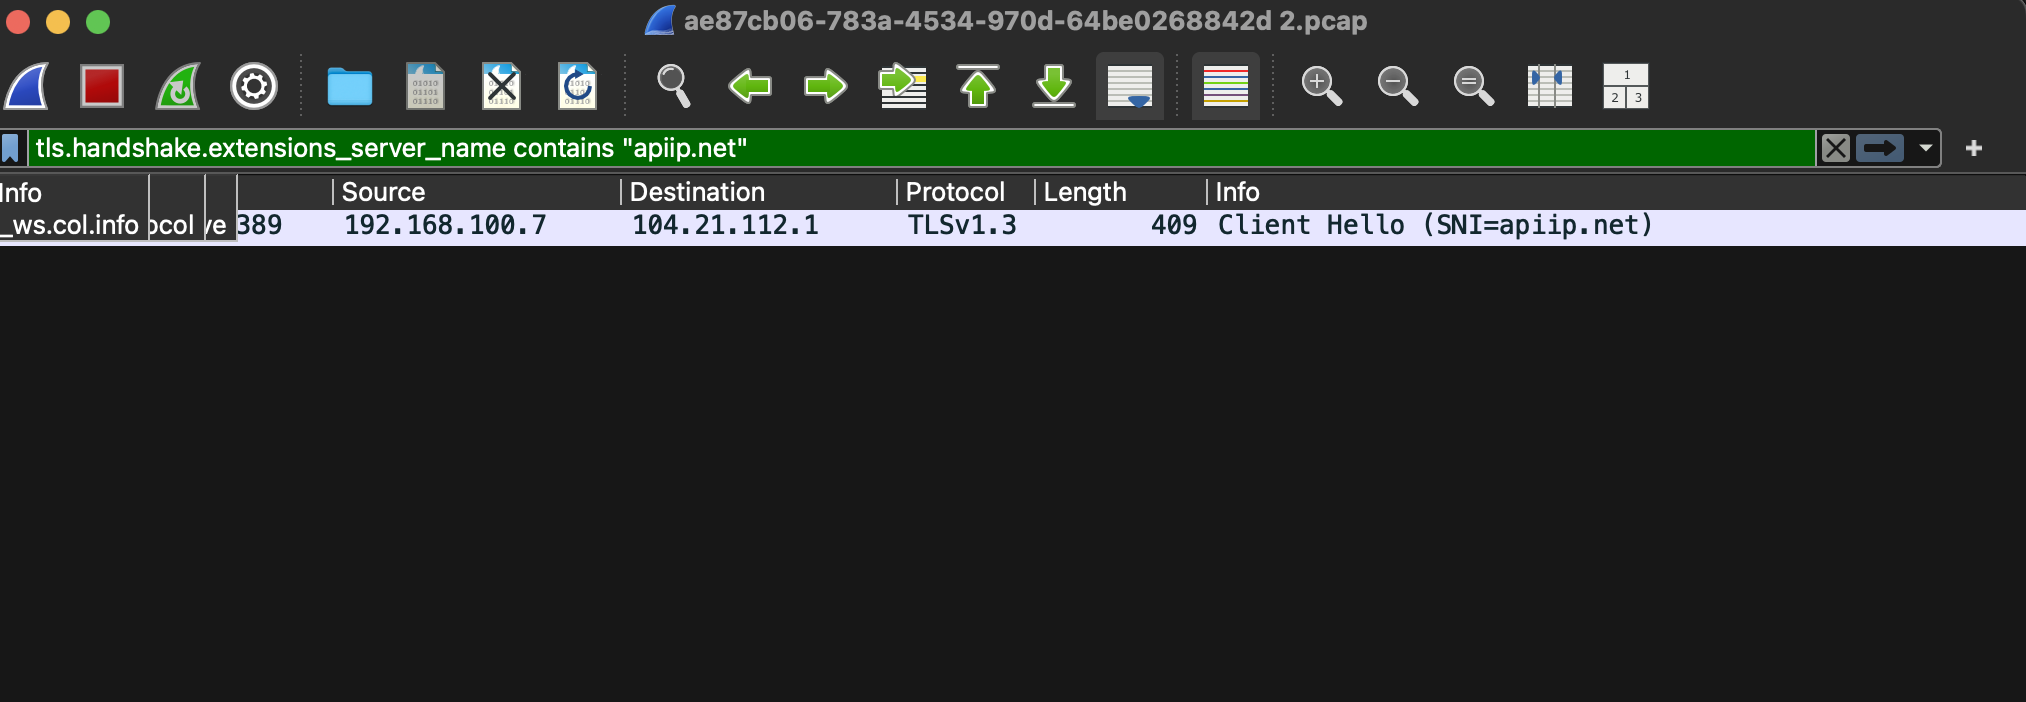 ae87cb06-783a-4534-970d-64be0268842d 2.pcap
tls.handshake.extensions_server_name contains "apiip.net"
Info Source Destination Protocol Length Info
_ws.col.info ocol ve 389 192.168.100.7 104.21.112.1 TLSv1.3 409 Client Hello (SNI=apiip.net)